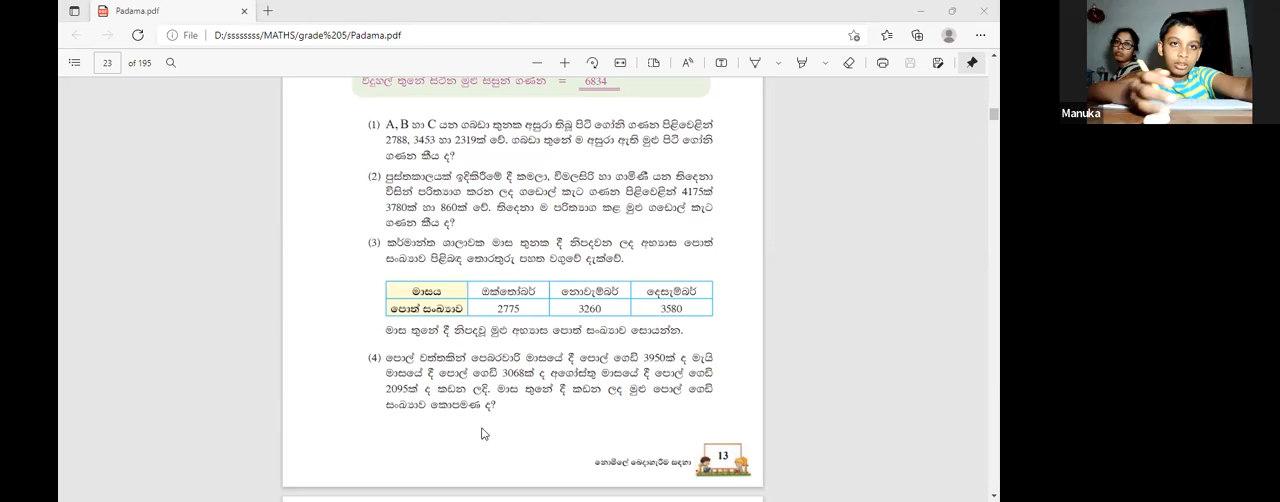 Padama.pdf
File
D:/ssssssss/MATHS/grade%205/Padama.pdf
23 of 195
විදුහල් තුනේ සිටින මුළු සිසුන් ගණන = 6834
(1) A, B හා C යන ගබඩා තුනක අසුරා තිබූ පිටි ගෝනි ගණන පිළිවෙළින්
2788, 3453 හා 2319ක් වේ. ගබඩා තුනේ ම අසුරා ඇති මුළු පිටි ගෝනි
ගණන කීය ද?
(2) පුස්තකාලයක් ඉදිකිරීමේ දී කමලා, විමලසිරි හා ගාමිණී යන තිදෙනා
විසින් පරිත්‍යාග කරන ලද ගඩොල් කැට ගණන පිළිවෙළින් 4175ක්
3780ක් හා 860ක් වේ. තිදෙනා ම පරිත්‍යාග කළ මුළු ගඩොල් කැට
ගණන කීය ද?
(3) කර්මාන්ත ශාලාවක මාස තුනක දී නිපදවන ලද අභ්‍යාස පොත්
සංඛ්‍යාව පිළිබඳ තොරතුරු පහත වගුවේ දැක්වේ.
මාසය ඔක්තෝබර් නොවැම්බර් දෙසැම්බර්
පොත් සංඛ්‍යාව 2775 3260 3580
මාස තුනේ දී නිපදවූ මුළු අභ්‍යාස පොත් සංඛ්‍යාව සොයන්න.
(4) පොල් වත්තකින් පෙබරවාරි මාසයේ දී පොල් ගෙඩි 3950ක් ද මැයි
මාසයේ දී පොල් ගෙඩි 3068ක් ද අගෝස්තු මාසයේ දී පොල් ගෙඩි
2095ක් ද කඩන ලදි. මාස තුනේ දී කඩන ලද මුළු පොල් ගෙඩි
සංඛ්‍යාව කොපමණ ද?
නොමිලේ බෙදාහැරීම සඳහා
13
Manuka